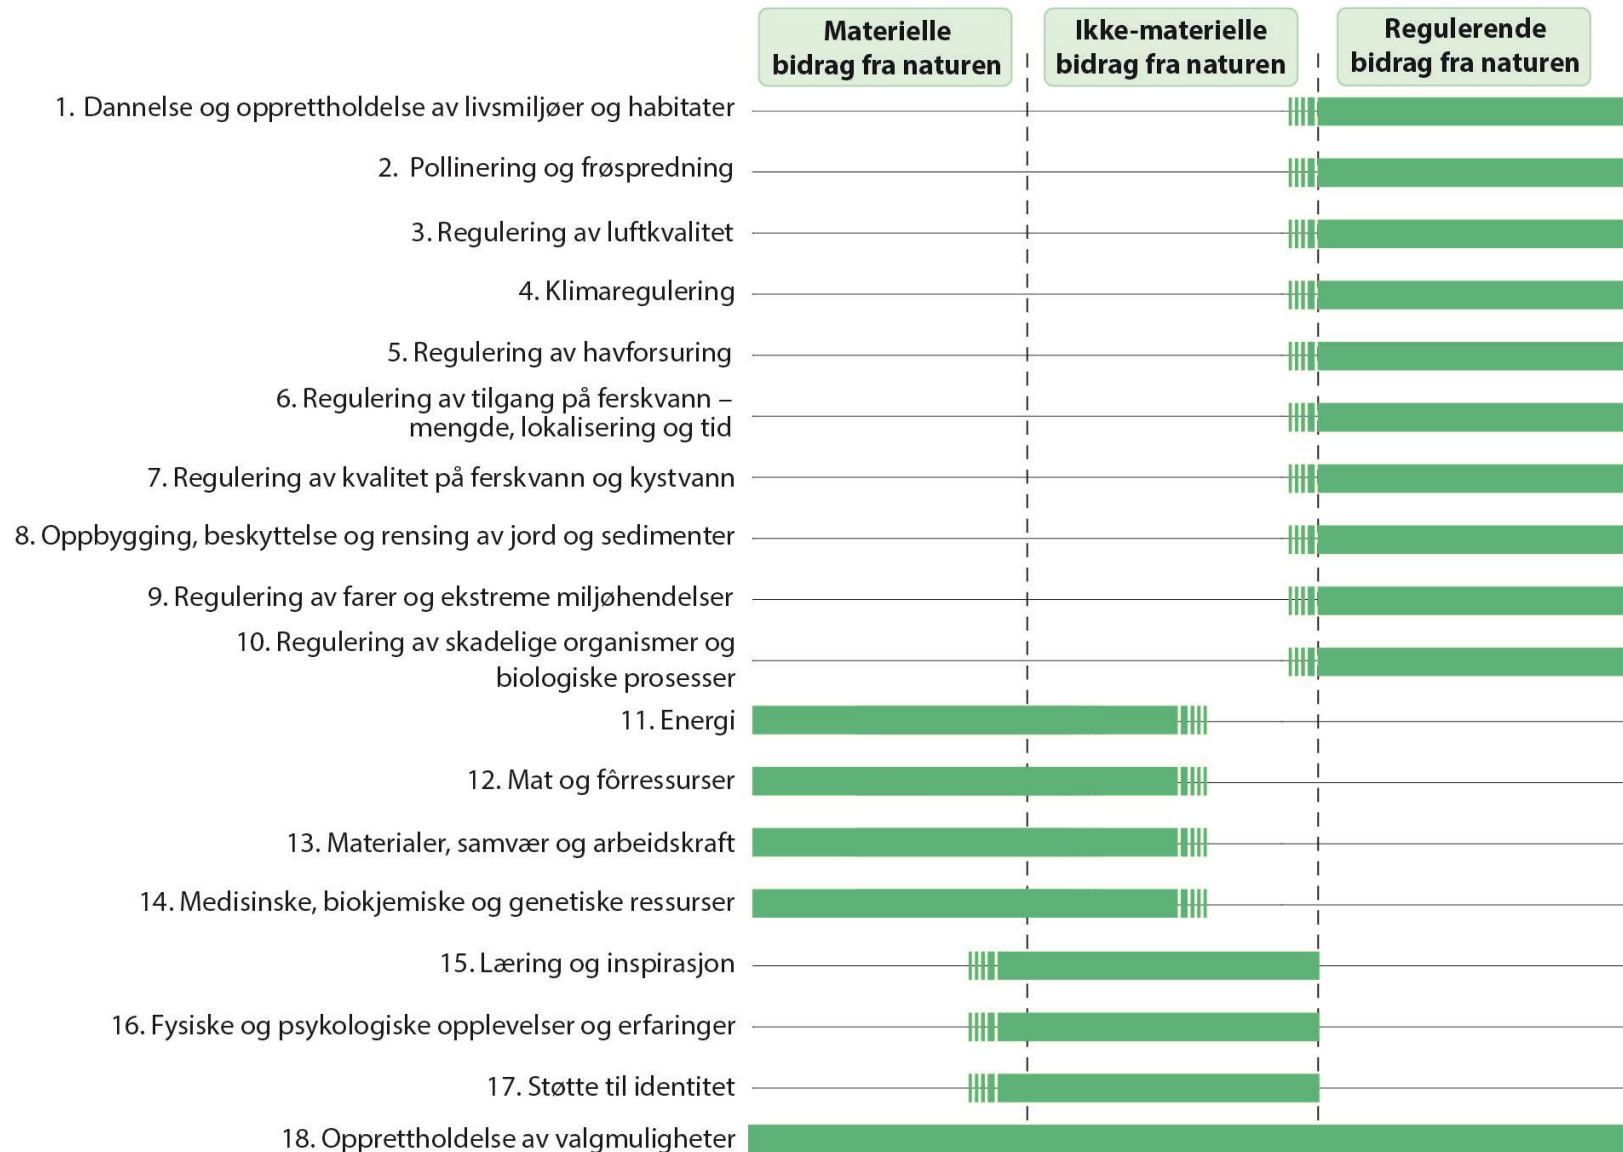 Materielle
bidrag fra naturen
Ikke-materielle
bidrag fra naturen
Regulerende
bidrag fra naturen
1. Dannelse og opprettholdelse av livsmiljøer og habitater
2. Pollinering og frøspredning
3. Regulering av luftkvalitet
4. Klimaregulering
5. Regulering av havforsuring
6. Regulering av tilgang på ferskvann –
mengde, lokalisering og tid
7. Regulering av kvalitet på ferskvann og kystvann
8. Oppbygging, beskyttelse og rensing av jord og sedimenter
9. Regulering av farer og ekstreme miljøhendelser
10. Regulering av skadelige organismer og
biologiske prosesser
11. Energi
12. Mat og fôrressurser
13. Materialer, samvær og arbeidskraft
14. Medisinske, biokjemiske og genetiske ressurser
15. Læring og inspirasjon
16. Fysiske og psykologiske opplevelser og erfaringer
17. Støtte til identitet
18. Opprettholdelse av valgmuligheter